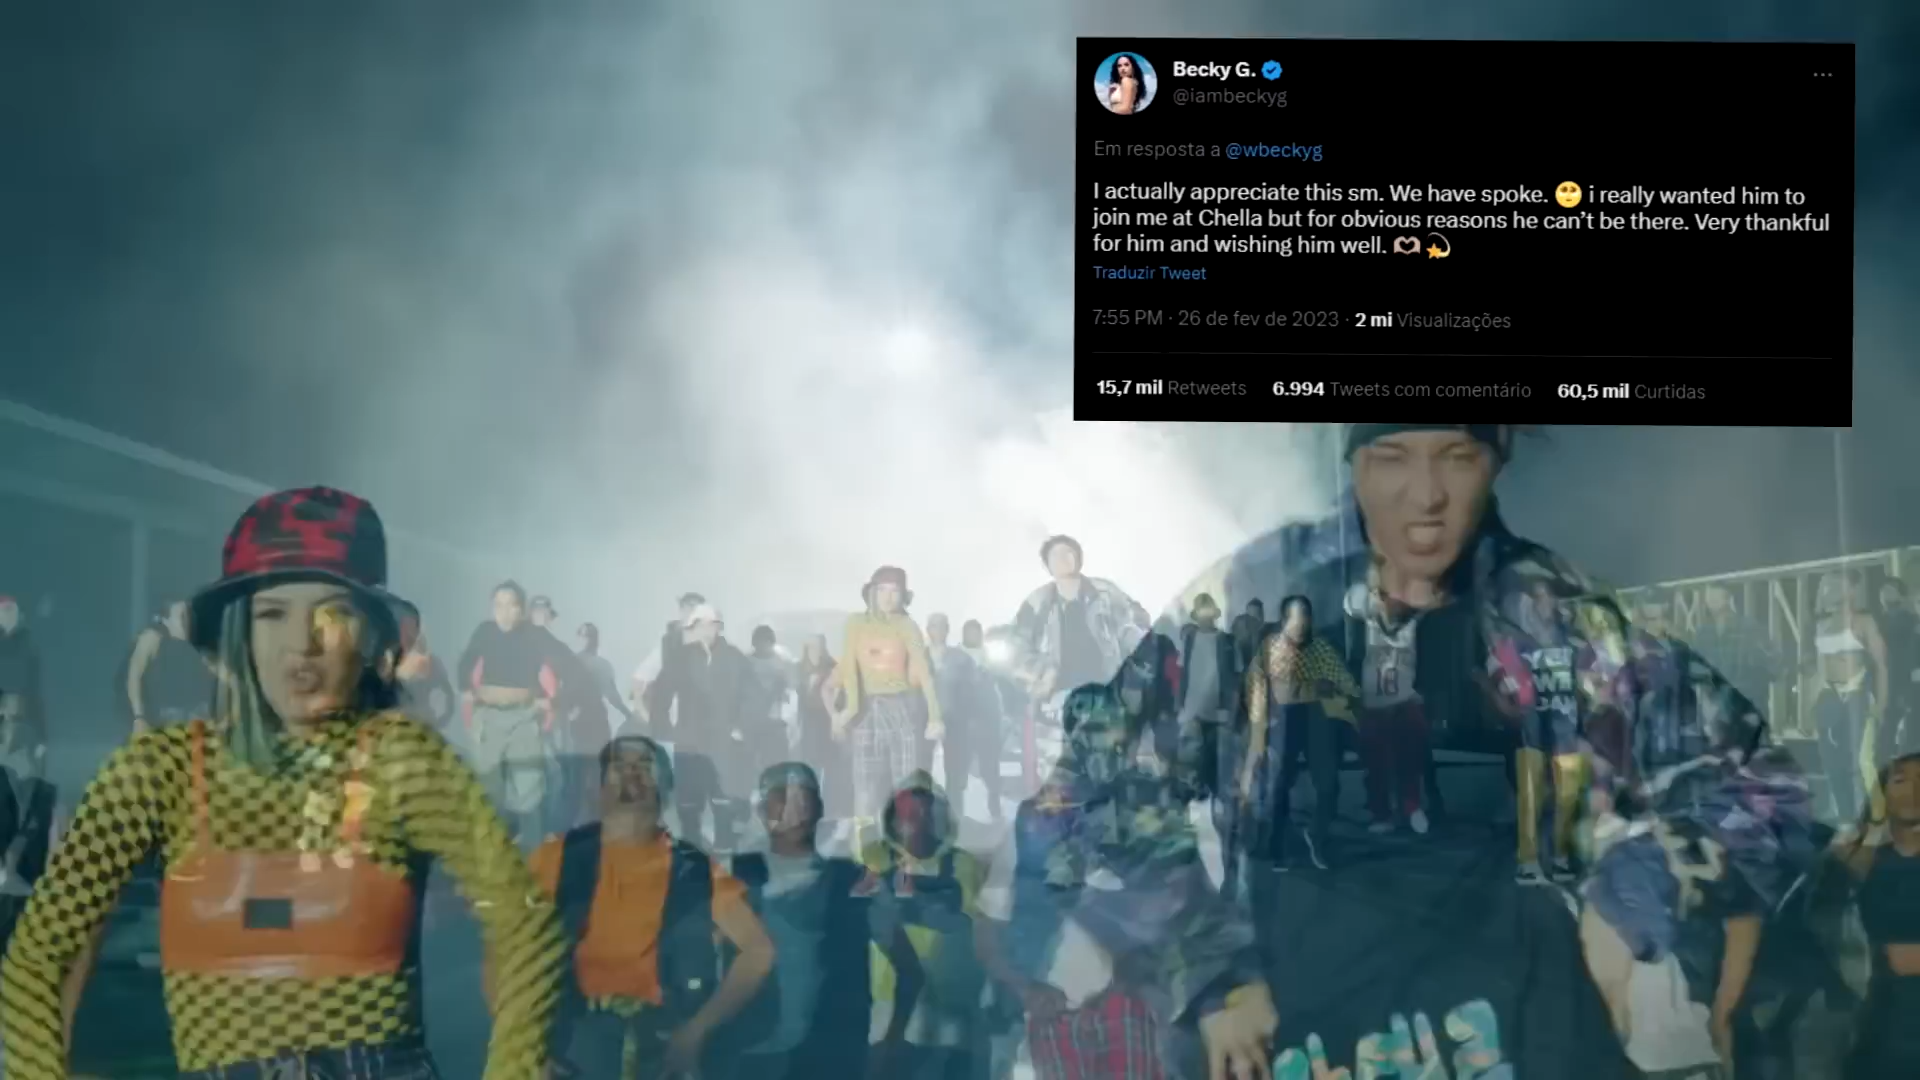 Becky G.
@iambeckyg
Em resposta a @wbeckyg
I actually appreciate this sm. We have spoke. 🥺 i really wanted him to
join me at Chella but for obvious reasons he can't be there. Very thankful
for him and wishing him well. 🫶🏽 💫
Traduzir Tweet
7:55 PM · 26 de fev de 2023 · 2 mi Visualizações
15,7 mil Retweets 6.994 Tweets com comentário 60,5 mil Curtidas